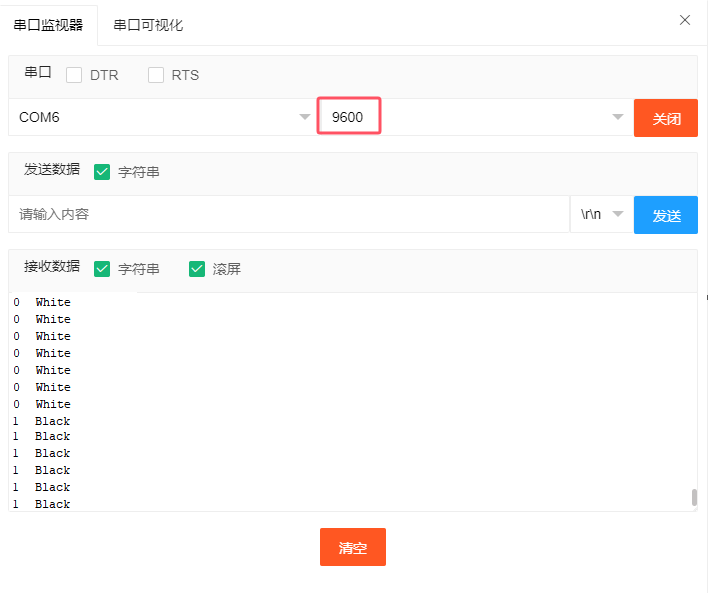 串口监视器 串口可视化
串口 DTR RTS
COM6 9600 关闭
发送数据 字符串
请输入内容 \r\n 发送
接收数据 字符串 滚屏
0 White
0 White
0 White
0 White
0 White
0 White
0 White
1 Black
1 Black
1 Black
1 Black
1 Black
1 Black
清空